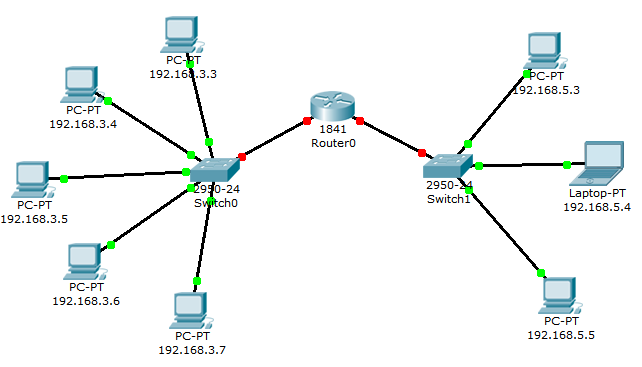 PC-PT
192.168.3.3
PC-PT
192.168.3.4
PC-PT
192.168.3.5
PC-PT
192.168.3.6
PC-PT
192.168.3.7
2950-24
Switch0
1841
Router0
2950-24
Switch1
PC-PT
192.168.5.3
Laptop-PT
192.168.5.4
PC-PT
192.168.5.5